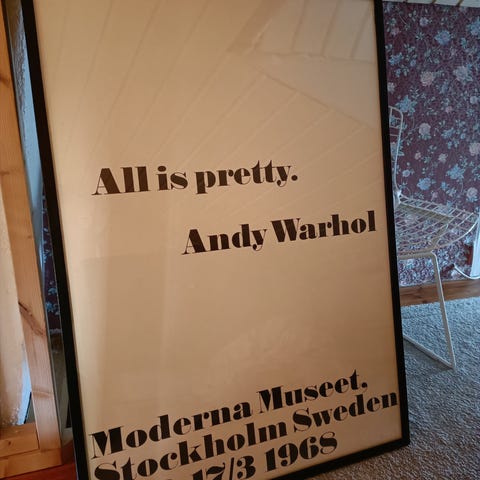 All is pretty.
Andy Warhol
Moderna Museet.
Stockholm Sweden
17/3 1968